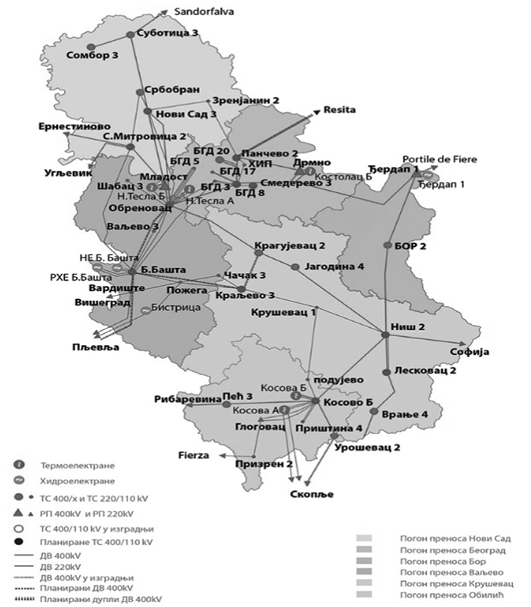 Sandorfalva
Суботица 3
Сомбор 3
Србобран
Зрењанин 2
Нови Сад 3
Resita
Ернестиново
С.Митровица 2
БГД 20
Панчево 2
ХИП
БГД 5
БГД 17
Дрмно
Portile de Fiere
Ђердап 1
Угљевик
Младост
Костолац Б
Шабац 3
БГД 3
Смедерево 3
Ђердап 1
Н.Тесла Б
Н.Тесла А
БГД 8
Обреновац
Ваљево 3
Крагујевац 2
БОР 2
НЕ Б. Башта
Б.Башта
Јагодина 4
РХЕ Б.Башта
Чачак 3
Вардиште
Пожега
Краљево 3
Вишеград
Бистрица
Крушевац 1
Ниш 2
Пљевља
Софија
Лесковац 2
подујево
Косова Б
Рибаревина
Пећ 3
Косово Б
Косова А
Врање 4
Глоговац
Приштина 4
Урошевац 2
Fierza
Призрен 2
Скопље
Термоелектране
Хидроелектране
ТС 400/x и ТС 220/110 kV
РП 400kV и РП 220kV
ТС 400/110 kV у изградњи
Планиране ТС 400/110 kV
ДВ 400kV
ДВ 220kV
ДВ 400kV у изградњи
Планирани ДВ 400kV
Планирани дупли ДВ 400kV
Погон преноса Нови Сад
Погон преноса Београд
Погон преноса Бор
Погон преноса Ваљево
Погон преноса Крушевац
Погон преноса Обилић